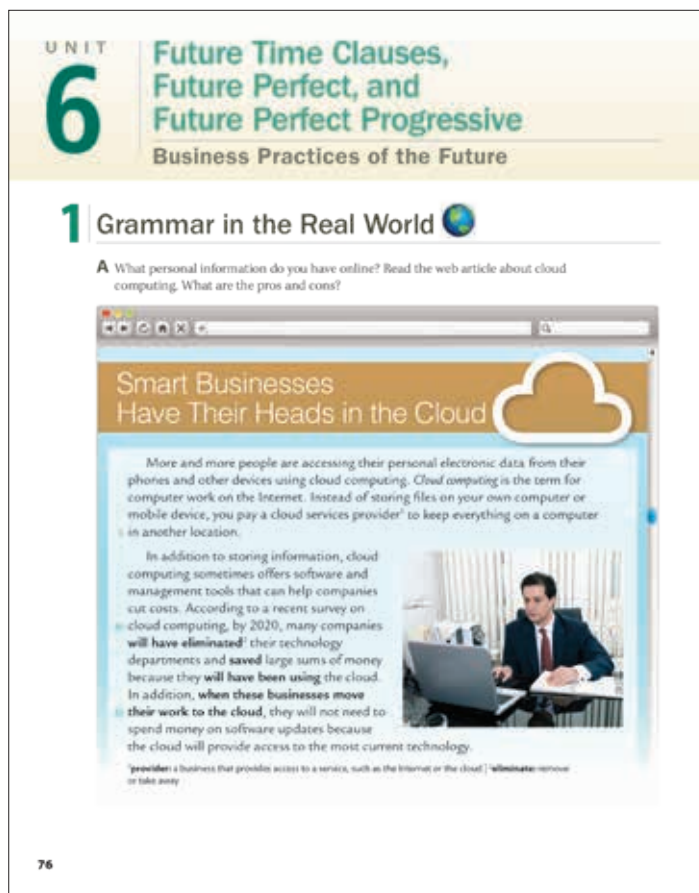 UNIT
6
Future Time Clauses,
Future Perfect, and
Future Perfect Progressive
Business Practices of the Future
1 Grammar in the Real World
A What personal information do you have online? Read the web article about cloud
computing. What are the pros and cons?
Smart Businesses
Have Their Heads in the Cloud
More and more people are accessing their personal electronic data from their
phones and other devices using cloud computing. Cloud computing is the term for
computer work on the Internet. Instead of storing files on your own computer or
mobile device, you pay a cloud services provider¹ to keep everything on a computer
5 in another location.
In addition to storing information, cloud
computing sometimes offers software and
management tools that can help companies
cut costs. According to a recent survey on
cloud computing, by 2020, many companies
will have eliminated² their technology
departments and saved large sums of money
because they will have been using the cloud.
In addition, when these businesses move
their work to the cloud, they will not need to
spend money on software updates because
the cloud will provide access to the most current technology.
¹provider: a business that provides access to a service, such as the Internet or the cloud | ²eliminate: remove
or take away
76